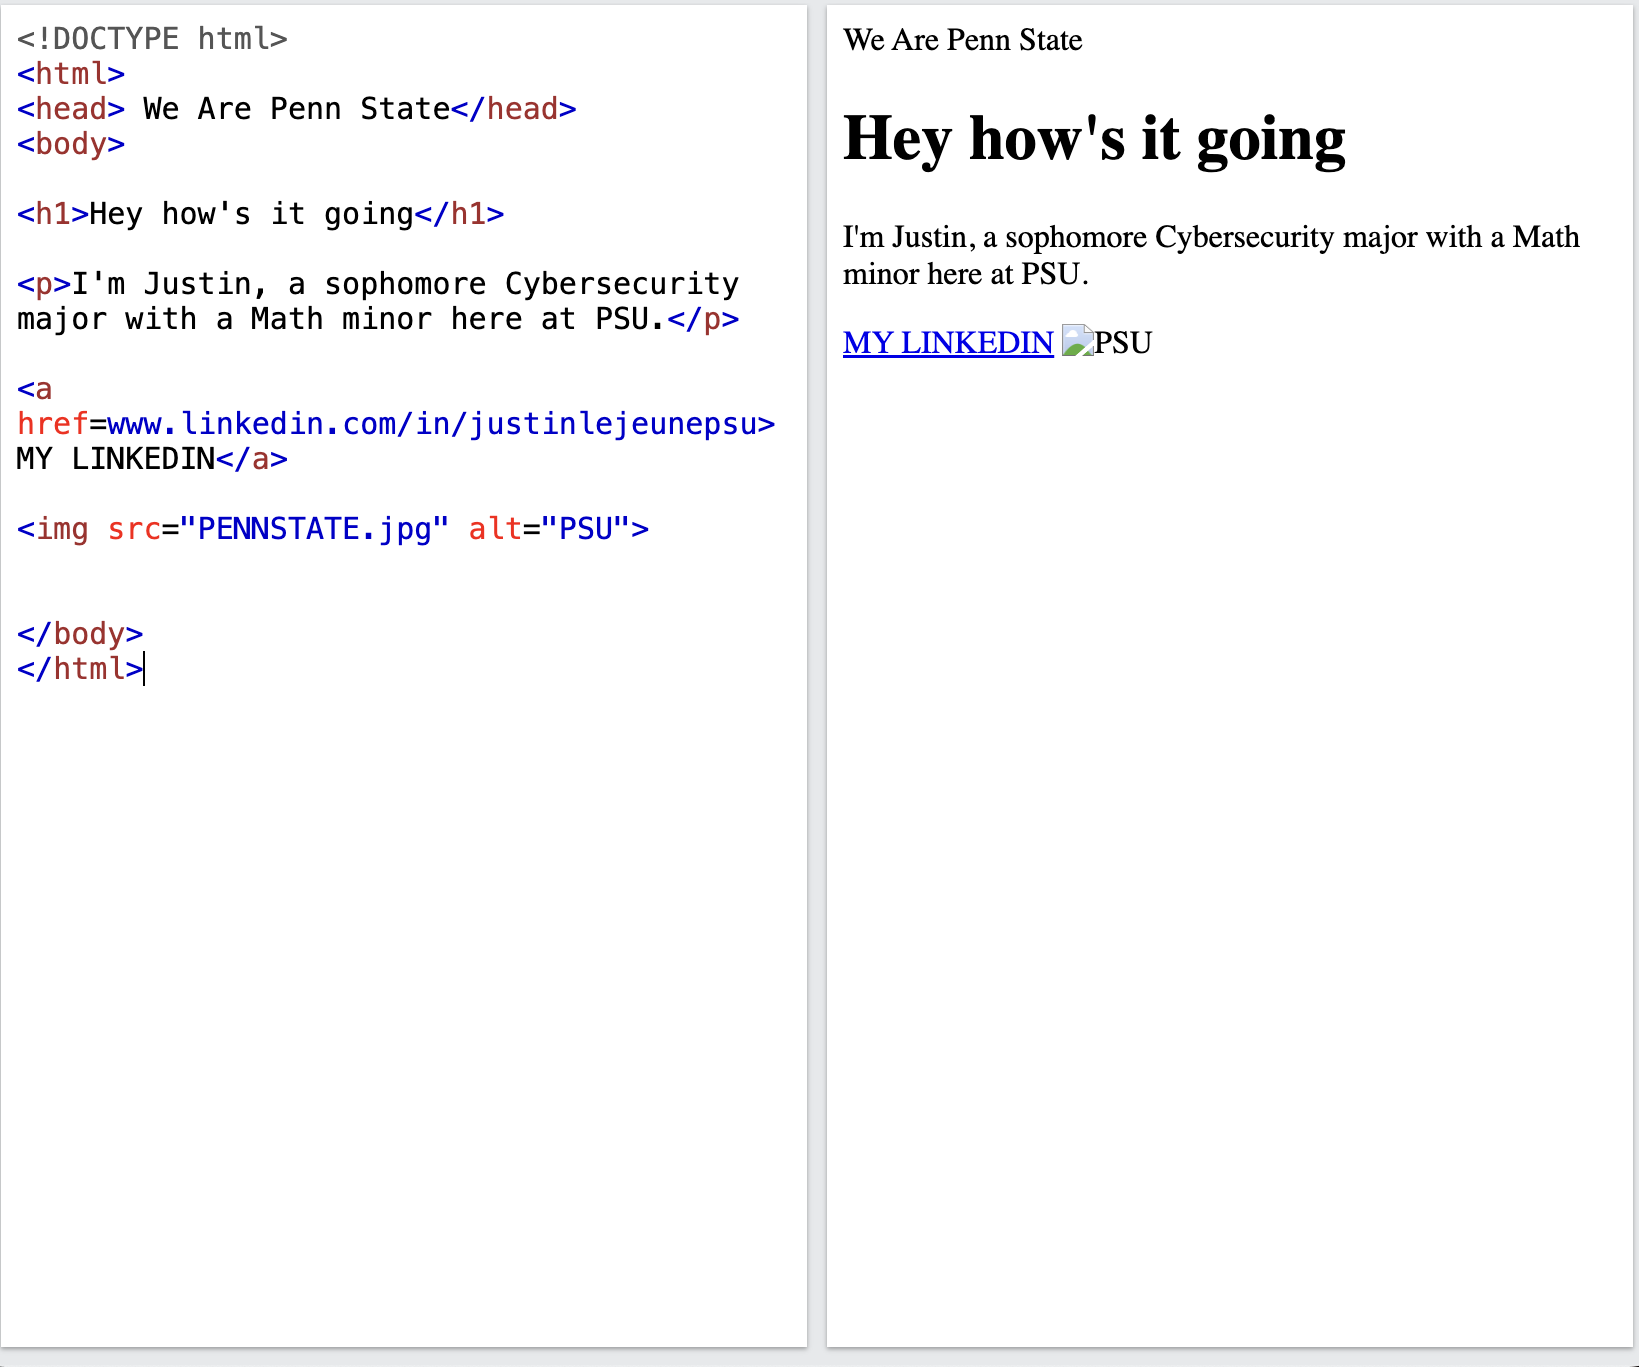 <!DOCTYPE html>
<html>
<head> We Are Penn State</head>
<body>
<h1>Hey how's it going</h1>
<p>I'm Justin, a sophomore Cybersecurity
major with a Math minor here at PSU.</p>
<a
href=www.linkedin.com/in/justinlejeunepsu>
MY LINKEDIN</a>
<img src="PENNSTATE.jpg" alt="PSU">
</body>
</html>
We Are Penn State
Hey how's it going
I'm Justin, a sophomore Cybersecurity major with a Math
minor here at PSU.
MY LINKEDIN PSU